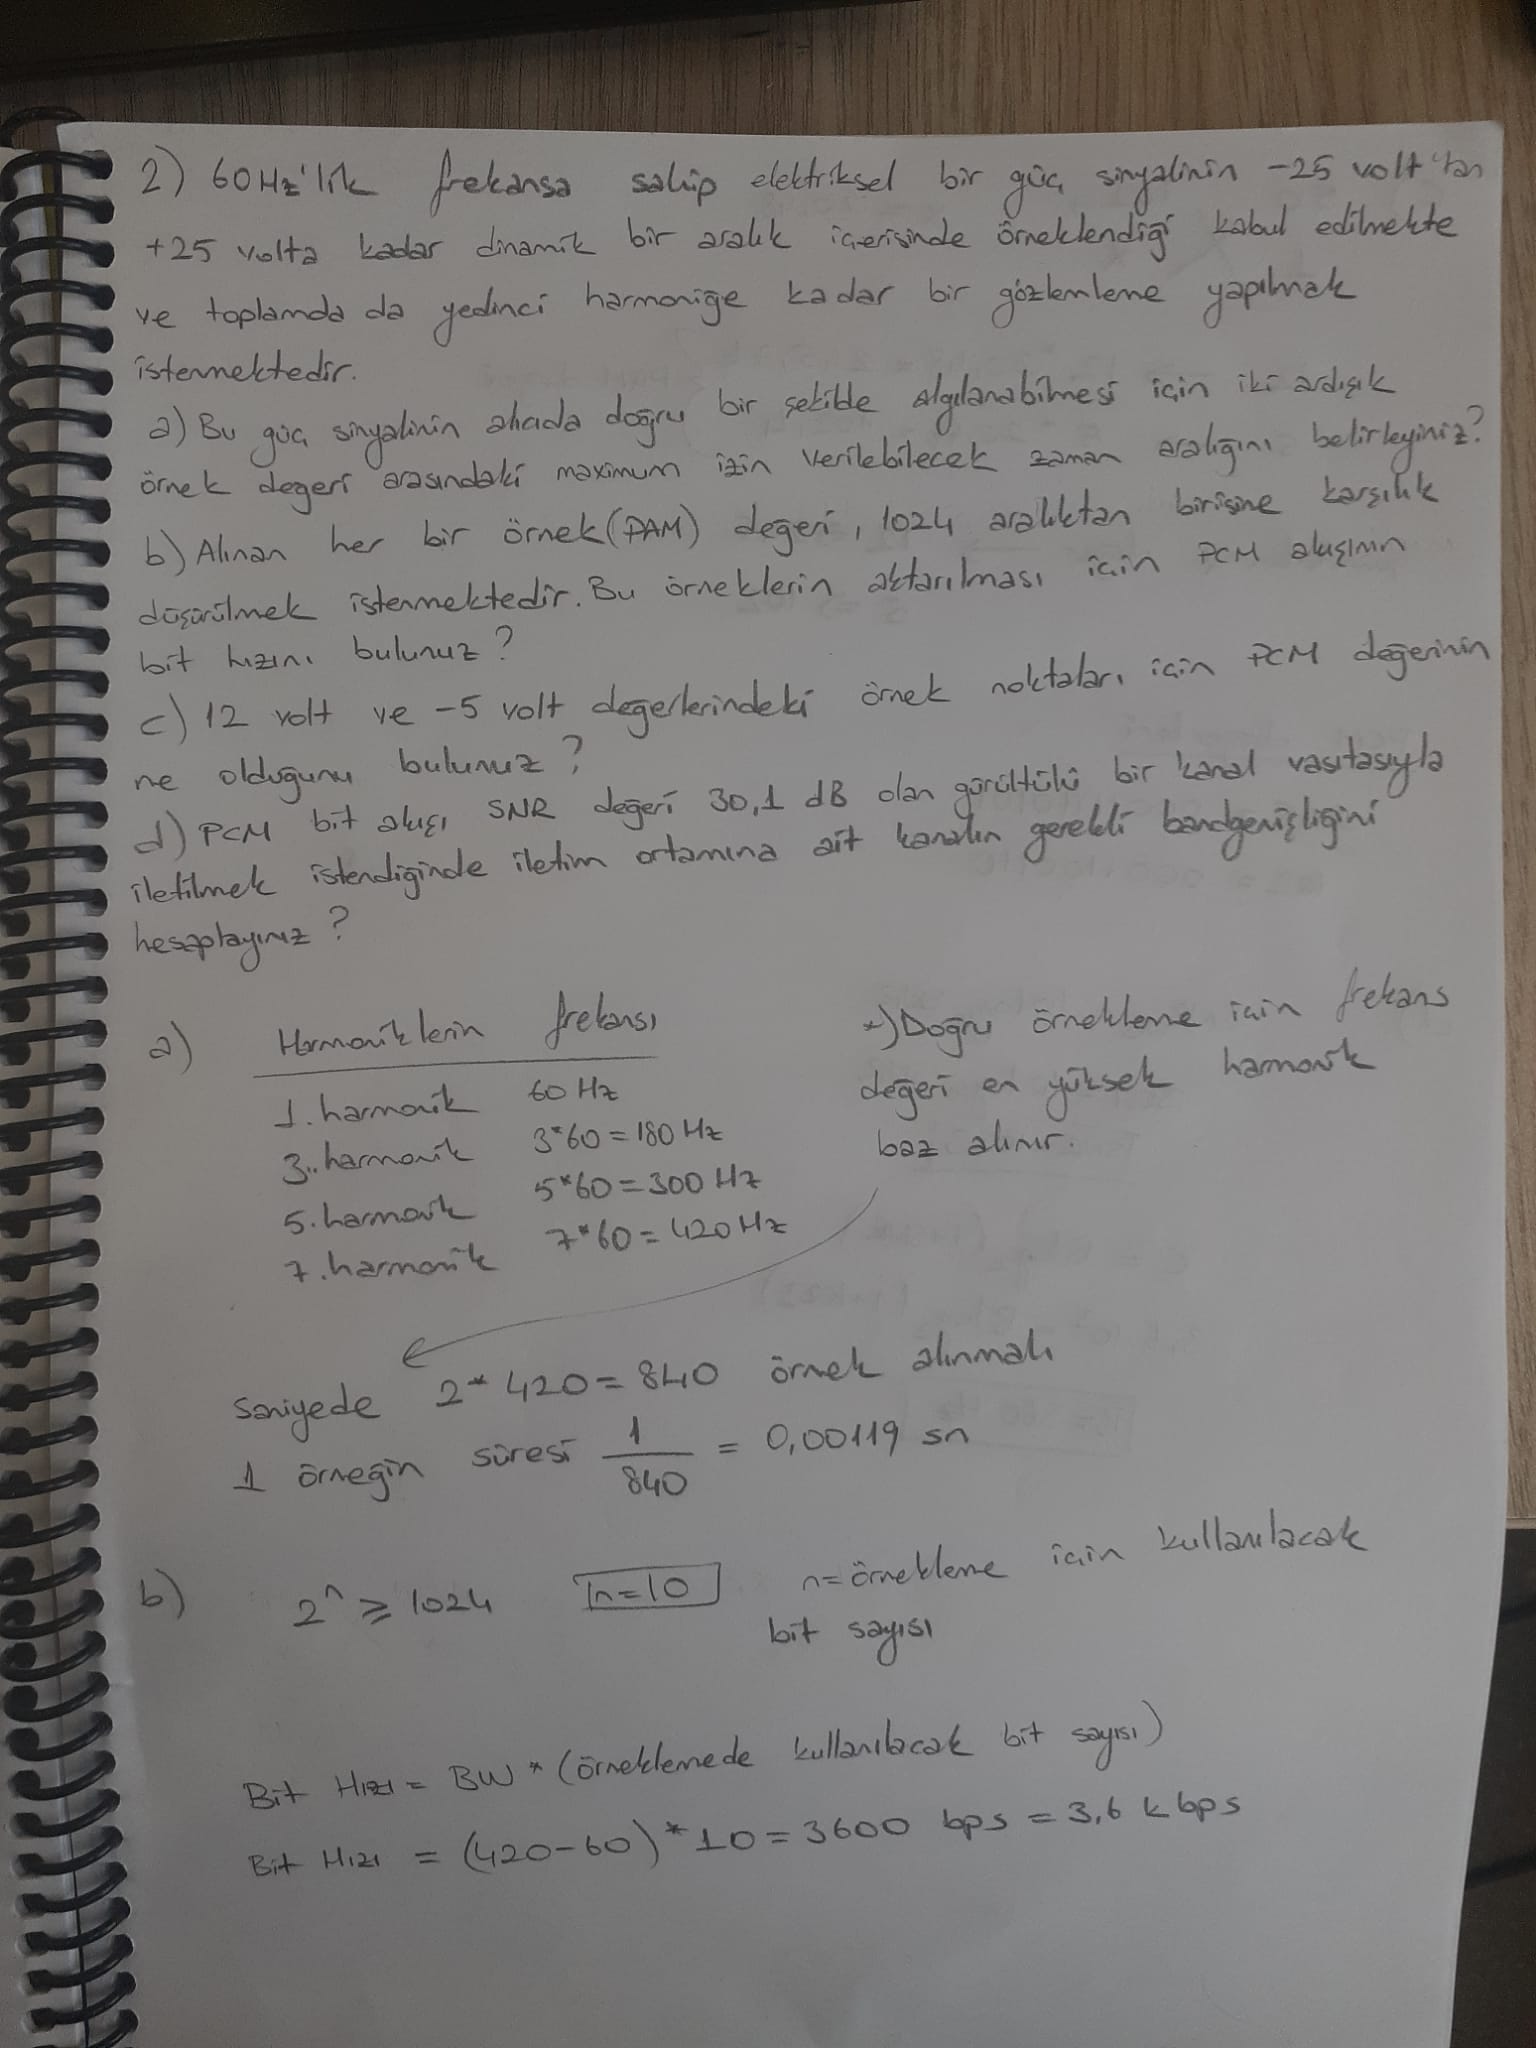 2) 60Hz'lik frekansa sahip elektriksel bir güç sinyalinin -25 volt'tan
+25 volta kadar dinamik bir aralık içerisinde örneklendiği kabul edilmekte
ve toplamda da yedinci harmoniğe kadar bir gözlemleme yapılmak
istenmektedir.
a) Bu güç sinyalinin alıcıda doğru bir şekilde algılanabilmesi için iki ardışık
örnek değeri arasındaki maximum izin verilebilecek zaman aralığını belirleyiniz?
b) Alınan her bir örnek(PAM) değeri, 1024 aralıktan birisine karşılık
düşürülmek istenmektedir. Bu örneklerin aktarılması için PCM akışının
bit hızını bulunuz?
c) 12 volt ve -5 volt değerlerindeki örnek noktaları için PCM değerinin
ne olduğunu bulunuz?
d) PCM bit akışı SNR değeri 30,1 dB olan gürültülü bir kanal vasıtasıyla
iletilmek istendiğinde iletim ortamına ait kanalın gerekli bandgenişliğini
hesaplayınız?
a) Harmoniklerin frekansı
1. harmonik 60 Hz
3. harmonik 3*60=180 Hz
5. harmonik 5*60=300 Hz
7. harmonik 7*60=420 Hz
*) Doğru örnekleme için frekans
değeri en yüksek harmonik
baz alınır.
Saniyede 2*420=840 örnek alınmalı
1 örneğin süresi 1/840 = 0,00119 sn
b) 2^n ≥ 1024 n=10 n=örnekleme için kullanılacak
bit sayısı
Bit Hızı = BW * (örneklemede kullanılacak bit sayısı)
Bit Hızı = (420-60)*10=3600 bps = 3,6 kbps